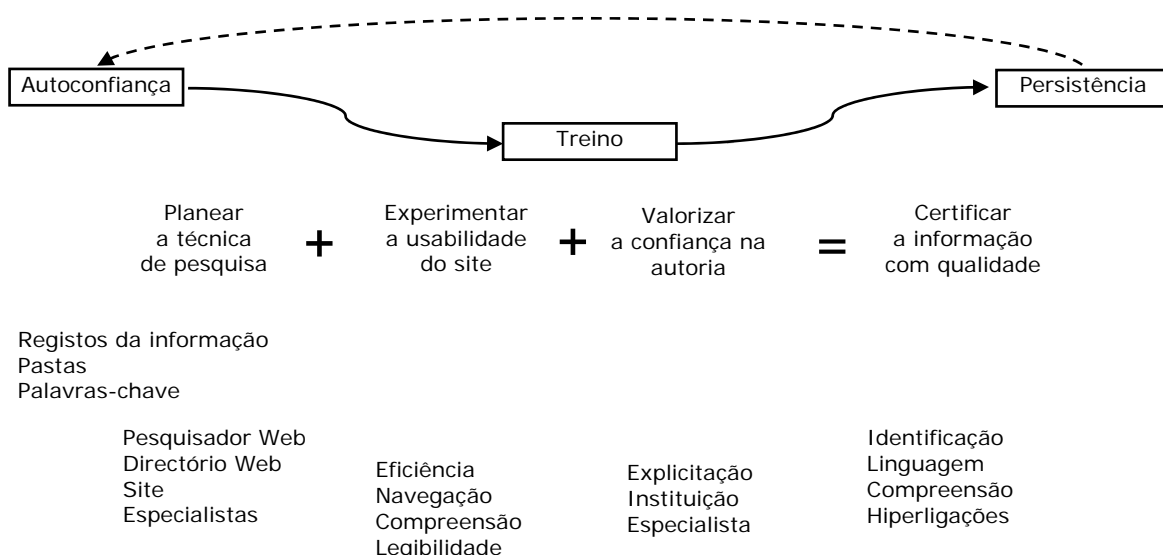 Autoconfiança
Persistência
Treino
Planear
a técnica
de pesquisa
+
Experimentar
a usabilidade
do site
+
Valorizar
a confiança na
autoria
=
Certificar
a informação
com qualidade
Registos da informação
Pastas
Palavras-chave
Pesquisador Web
Directório Web
Site
Especialistas
Eficiência
Navegação
Compreensão
Legibilidade
Explicitação
Instituição
Especialista
Identificação
Linguagem
Compreensão
Hiperligações